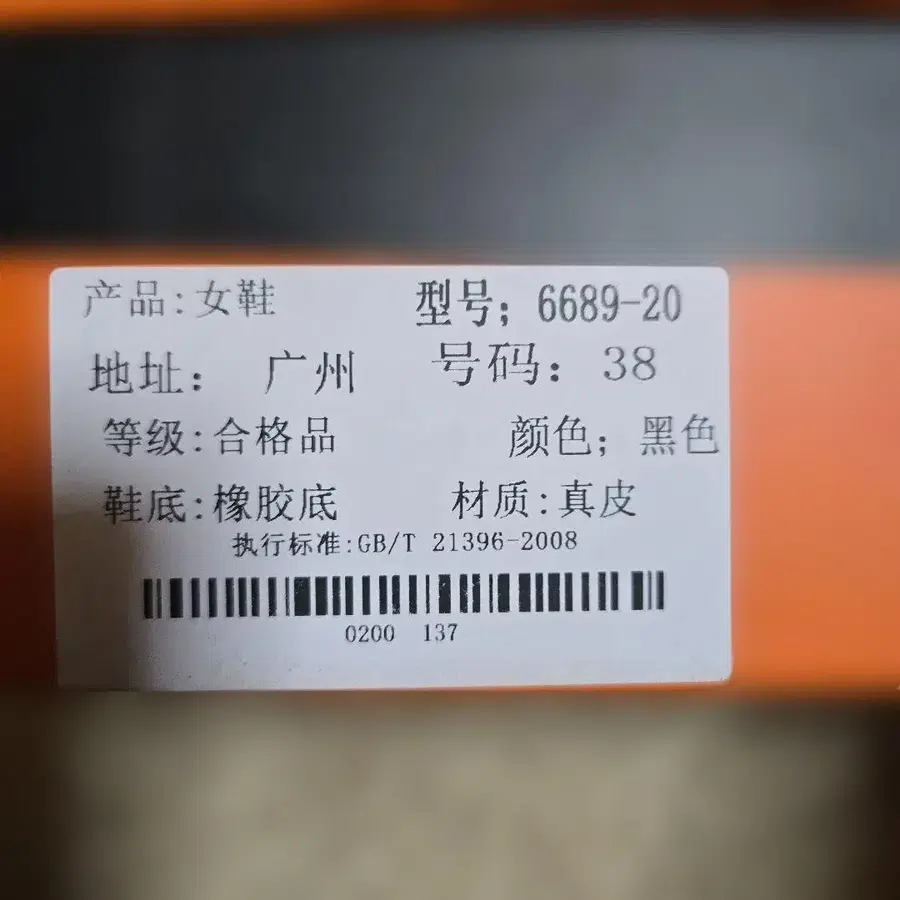 产品:女鞋 型号; 6689-20
地址: 广州 号码: 38
等级:合格品 颜色; 黑色
鞋底:橡胶底 材质:真皮
执行标准:GB/T 21396-2008
0200 137